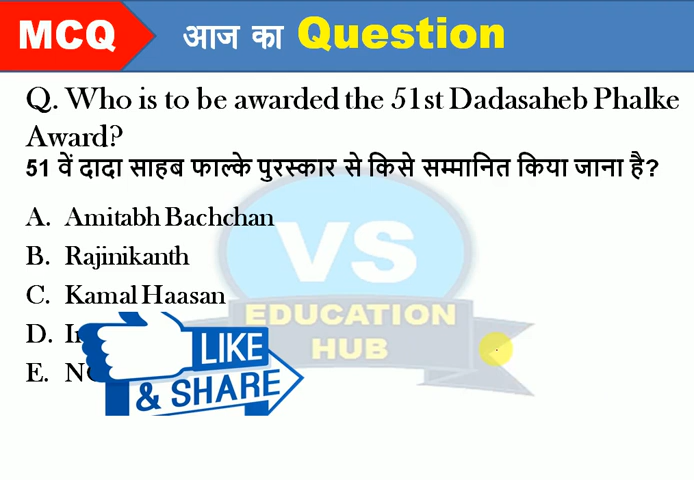 MCQ
आज का Question
Q. Who is to be awarded the 51st Dadasaheb Phalke
Award?
51 वें दादा साहब फाल्के पुरस्कार से किसे सम्मानित किया जाना है?
A. Amitabh Bachchan
B. Rajinikanth
C. Kamal Haasan
D.
E.
VS
EDUCATION
HUB
LIKE
& SHARE